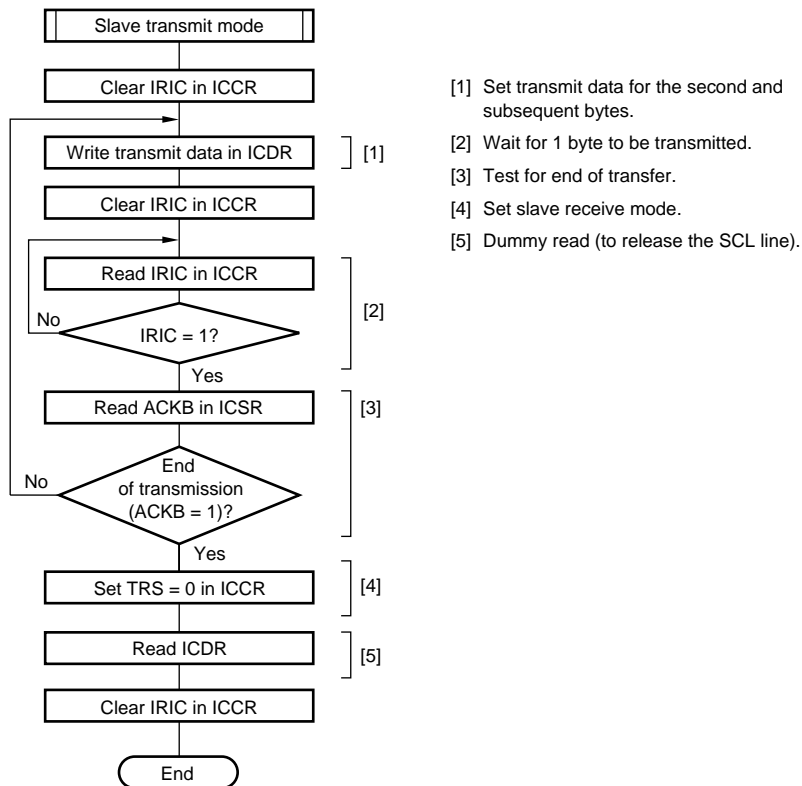 Slave transmit mode
Clear IRIC in ICCR
Write transmit data in ICDR
[1]
Clear IRIC in ICCR
Read IRIC in ICCR
[2]
No
IRIC = 1?
Yes
Read ACKB in ICSR
[3]
No
End
of transmission
(ACKB = 1)?
Yes
Set TRS = 0 in ICCR
[4]
Read ICDR
[5]
Clear IRIC in ICCR
End
[1] Set transmit data for the second and
subsequent bytes.
[2] Wait for 1 byte to be transmitted.
[3] Test for end of transfer.
[4] Set slave receive mode.
[5] Dummy read (to release the SCL line).